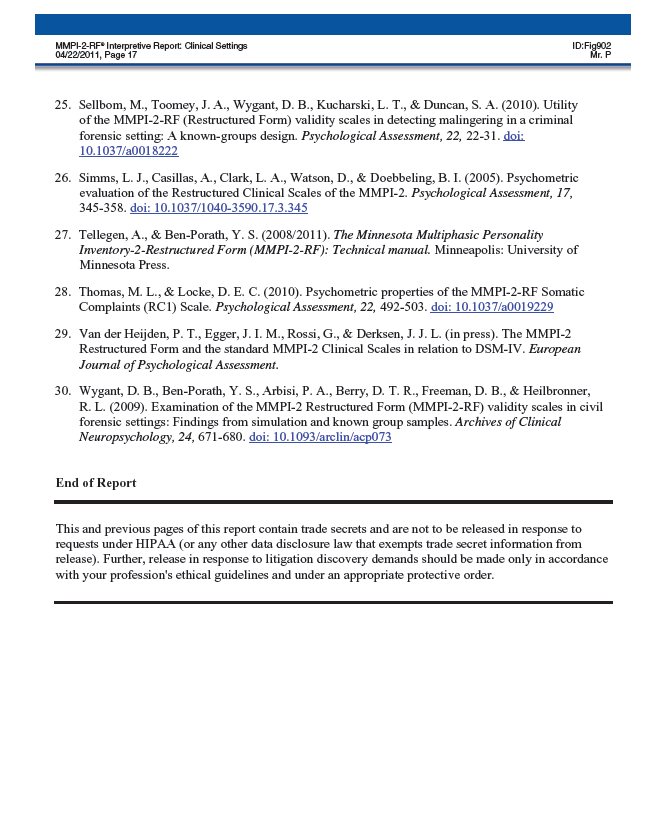 MMPI-2-RF® Interpretive Report: Clinical Settings ID:Fig902
04/22/2011, Page 17 Mr. P
25. Sellbom, M., Toomey, J. A., Wygant, D. B., Kucharski, L. T., & Duncan, S. A. (2010). Utility
of the MMPI-2-RF (Restructured Form) validity scales in detecting malingering in a criminal
forensic setting: A known-groups design. Psychological Assessment, 22, 22-31. doi:
10.1037/a0018222
26. Simms, L. J., Casillas, A., Clark, L. A., Watson, D., & Doebbeling, B. I. (2005). Psychometric
evaluation of the Restructured Clinical Scales of the MMPI-2. Psychological Assessment, 17,
345-358. doi: 10.1037/1040-3590.17.3.345
27. Tellegen, A., & Ben-Porath, Y. S. (2008/2011). The Minnesota Multiphasic Personality
Inventory-2-Restructured Form (MMPI-2-RF): Technical manual. Minneapolis: University of
Minnesota Press.
28. Thomas, M. L., & Locke, D. E. C. (2010). Psychometric properties of the MMPI-2-RF Somatic
Complaints (RC1) Scale. Psychological Assessment, 22, 492-503. doi: 10.1037/a0019229
29. Van der Heijden, P. T., Egger, J. I. M., Rossi, G., & Derksen, J. J. L. (in press). The MMPI-2
Restructured Form and the standard MMPI-2 Clinical Scales in relation to DSM-IV. European
Journal of Psychological Assessment.
30. Wygant, D. B., Ben-Porath, Y. S., Arbisi, P. A., Berry, D. T. R., Freeman, D. B., & Heilbronner,
R. L. (2009). Examination of the MMPI-2 Restructured Form (MMPI-2-RF) validity scales in civil
forensic settings: Findings from simulation and known group samples. Archives of Clinical
Neuropsychology, 24, 671-680. doi: 10.1093/arclin/acp073
End of Report
This and previous pages of this report contain trade secrets and are not to be released in response to
requests under HIPAA (or any other data disclosure law that exempts trade secret information from
release). Further, release in response to litigation discovery demands should be made only in accordance
with your profession's ethical guidelines and under an appropriate protective order.